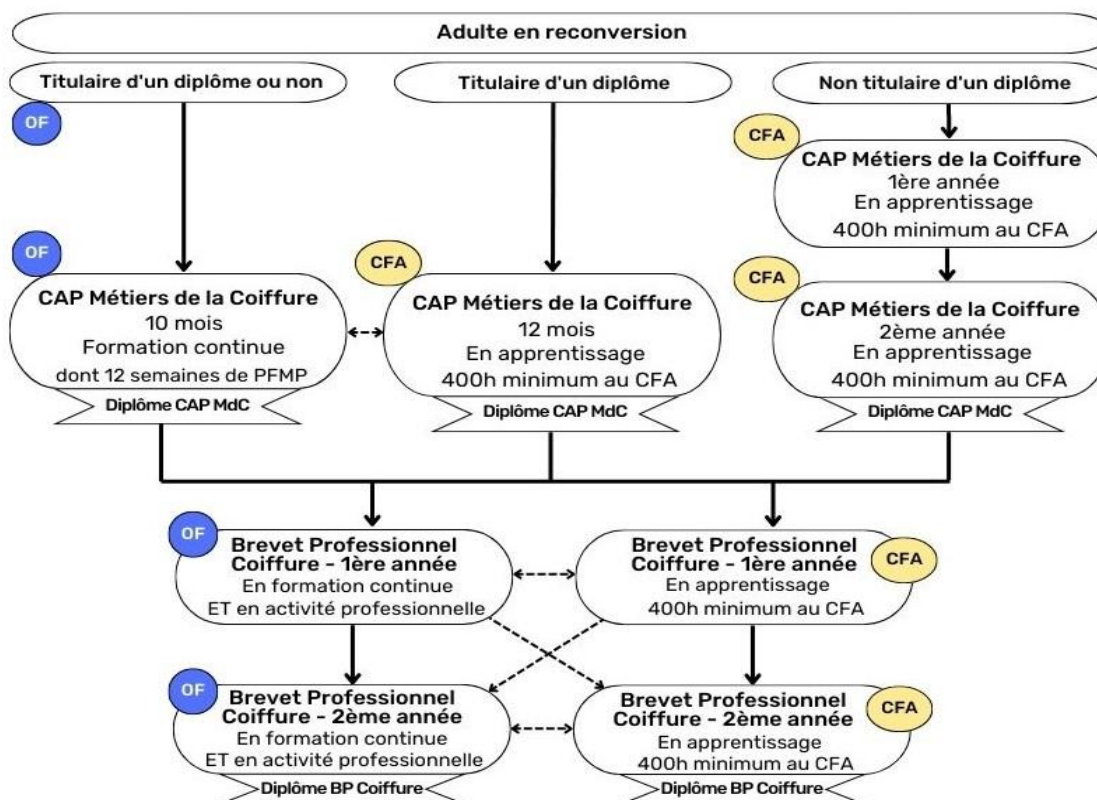 Adulte en reconversion
Titulaire d'un diplôme ou non
Titulaire d'un diplôme
Non titulaire d'un diplôme
OF
CFA
CAP Métiers de la Coiffure
1ère année
En apprentissage
400h minimum au CFA
OF
CAP Métiers de la Coiffure
10 mois
Formation continue
dont 12 semaines de PFMP
Diplôme CAP MdC
CFA
CAP Métiers de la Coiffure
12 mois
En apprentissage
400h minimum au CFA
Diplôme CAP MdC
CFA
CAP Métiers de la Coiffure
2ème année
En apprentissage
400h minimum au CFA
Diplôme CAP MdC
OF
Brevet Professionnel
Coiffure - 1ère année
En formation continue
ET en activité professionnelle
Brevet Professionnel
Coiffure - 1ère année
En apprentissage
400h minimum au CFA
CFA
OF
Brevet Professionnel
Coiffure - 2ème année
En formation continue
ET en activité professionnelle
Diplôme BP Coiffure
Brevet Professionnel
Coiffure - 2ème année
En apprentissage
400h minimum au CFA
CFA
Diplôme BP Coiffure